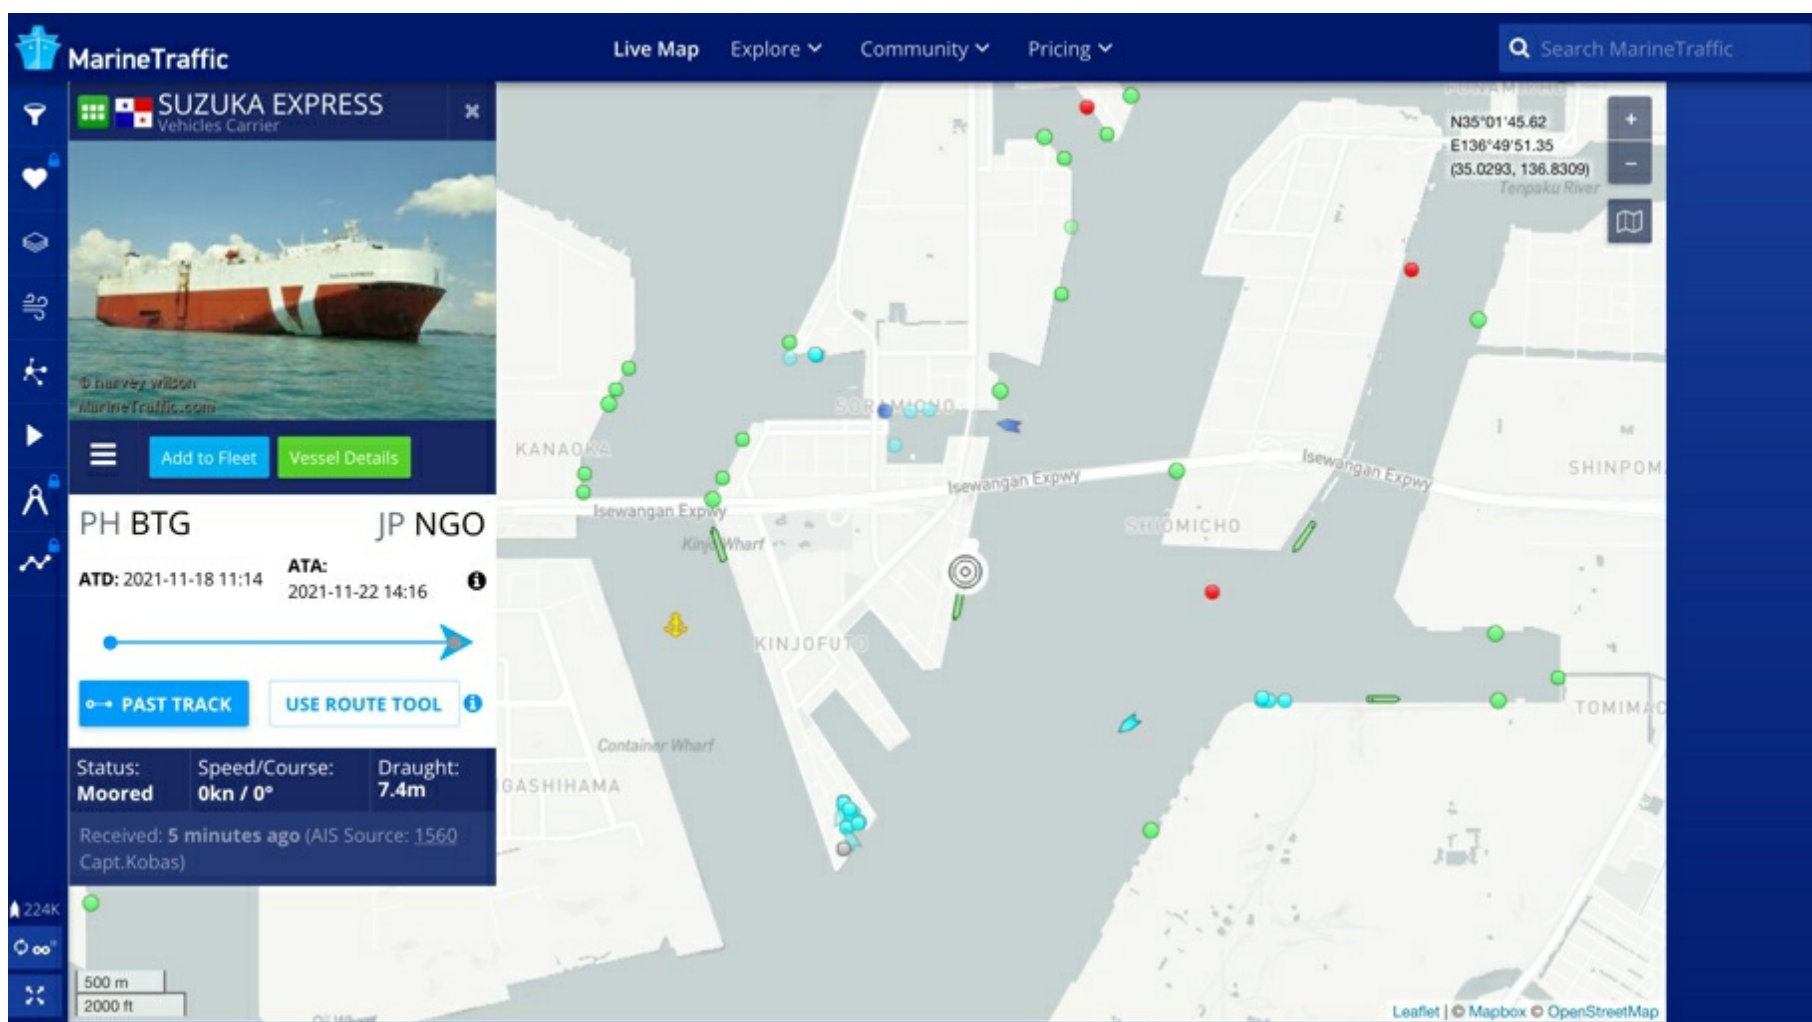 MarineTraffic
Live Map
Explore
Community
Pricing
Search MarineTraffic
SUZUKA EXPRESS
Vehicles Carrier
SUZUKA EXPRESS
© harvey wilson
MarineTraffic.com
Add to Fleet
Vessel Details
PH BTG
JP NGO
ATD: 2021-11-18 11:14
ATA:
2021-11-22 14:16
PAST TRACK
USE ROUTE TOOL
Status:
Moored
Speed/Course:
0kn / 0°
Draught:
7.4m
Received: 5 minutes ago (AIS Source: 1560
Capt.Kobas)
224K
500 m
2000 ft
N35°01'45.62
E136°49'51.35
(35.0293, 136.8309)
+
−
Tenpaku River
SORAMICHO
KANAOKA
Isewangan Expwy
Isewangan Expwy
Isewangan Expwy
SHINPOM
SHIOMICHO
Kinjo Wharf
KINJOFUTO
TOMIMAC
Container Wharf
GASHIHAMA
Leaflet | © Mapbox © OpenStreetMap